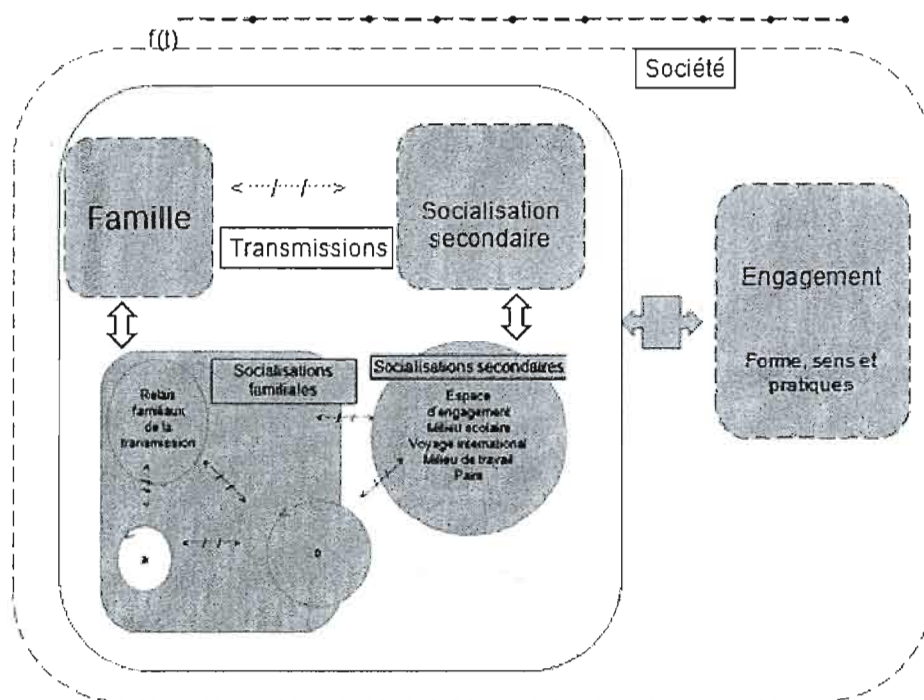 f(t)
Société
Famille
Transmissions
Socialisation
secondaire
Engagement
Forme, sens et
pratiques
Socialisations
familiales
Relais
familiaux
de la
transmission
Socialisations secondaires
Espace
d'engagement
Milieu scolaire
Voyage international
Milieu de travail
Pairs